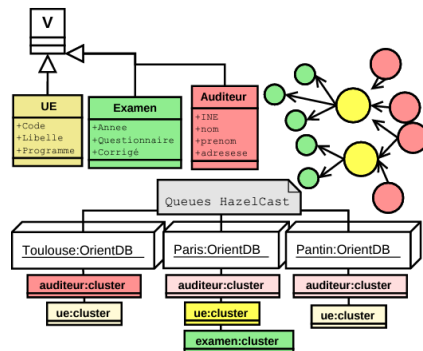 V
UE
+Code
+Libelle
+Programme
Examen
+Annee
+Questionnaire
+Corrigé
Auditeur
+INE
+nom
+prenom
+adresese
Queues HazelCast
Toulouse:OrientDB
Paris:OrientDB
Pantin:OrientDB
auditeur:cluster
auditeur:cluster
auditeur:cluster
ue:cluster
ue:cluster
ue:cluster
examen:cluster